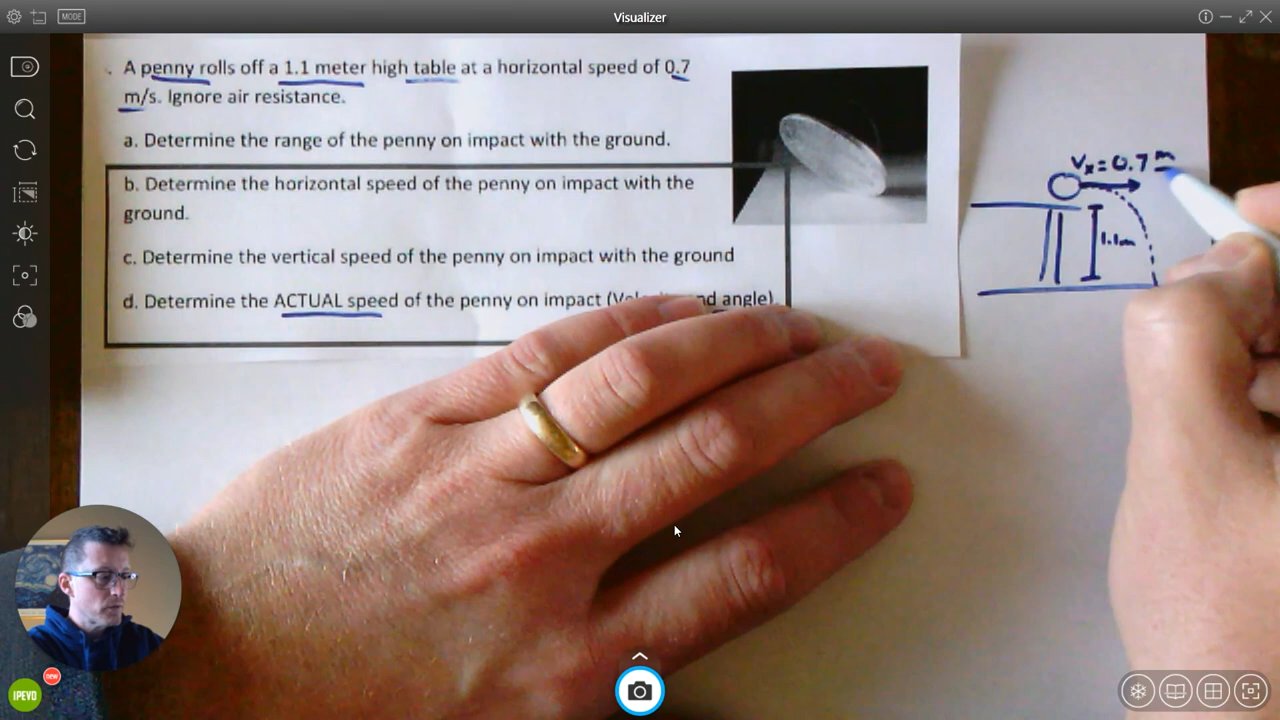 MODE
Visualizer
A penny rolls off a 1.1 meter high table at a horizontal speed of 0.7
m/s. Ignore air resistance.
a. Determine the range of the penny on impact with the ground.
b. Determine the horizontal speed of the penny on impact with the
ground.
c. Determine the vertical speed of the penny on impact with the ground
d. Determine the ACTUAL speed of the penny on impact (angle)
Vx = 0.7 m
1.1m
new
IPEVO